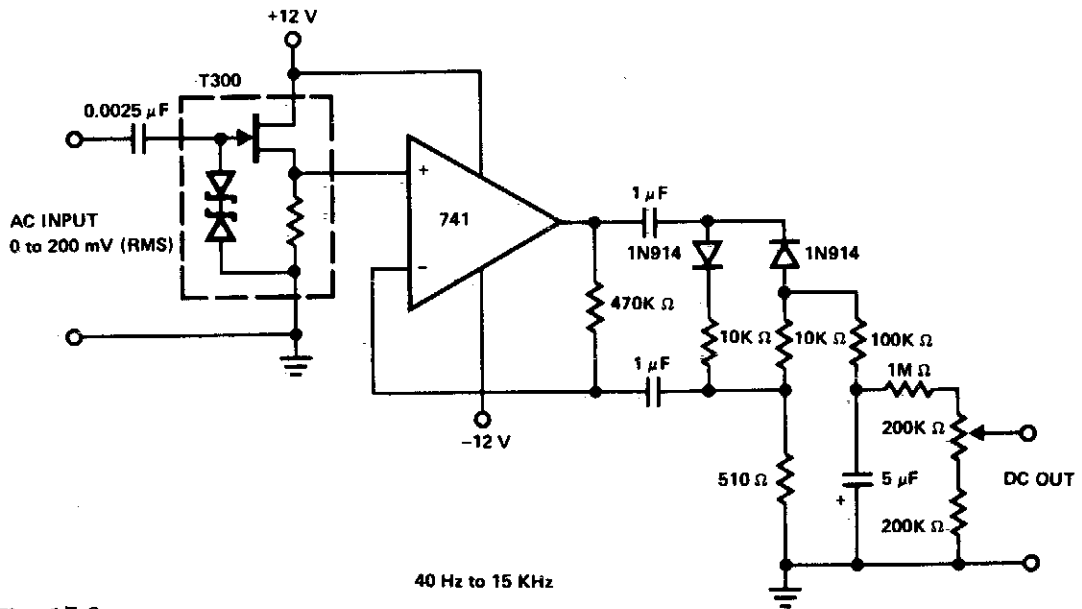 +12 V
T300
0.0025 µF
AC INPUT
0 to 200 mV (RMS)
+
741
-
-12 V
1 µF
1N914
1N914
470K Ω
10K Ω
10K Ω
100K Ω
1 µF
1M Ω
200K Ω
DC OUT
510 Ω
5 µF
+
200K Ω
40 Hz to 15 KHz